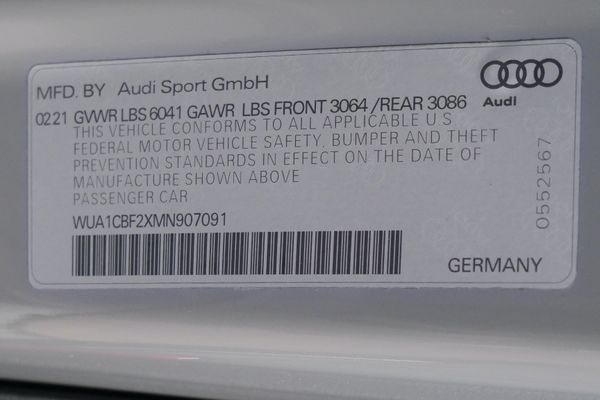 MFD. BY Audi Sport GmbH
Audi
02 21 GVWR LBS 6041 GAWR LBS FRONT 3064 /REAR 3086
THIS VEHICLE CONFORMS TO ALL APPLICABLE U.S.
FEDERAL MOTOR VEHICLE SAFETY, BUMPER AND THEFT
PREVENTION STANDARDS IN EFFECT ON THE DATE OF
MANUFACTURE SHOWN ABOVE
PASSENGER CAR
WUA1CBF2XMN907091
GERMANY
0552567